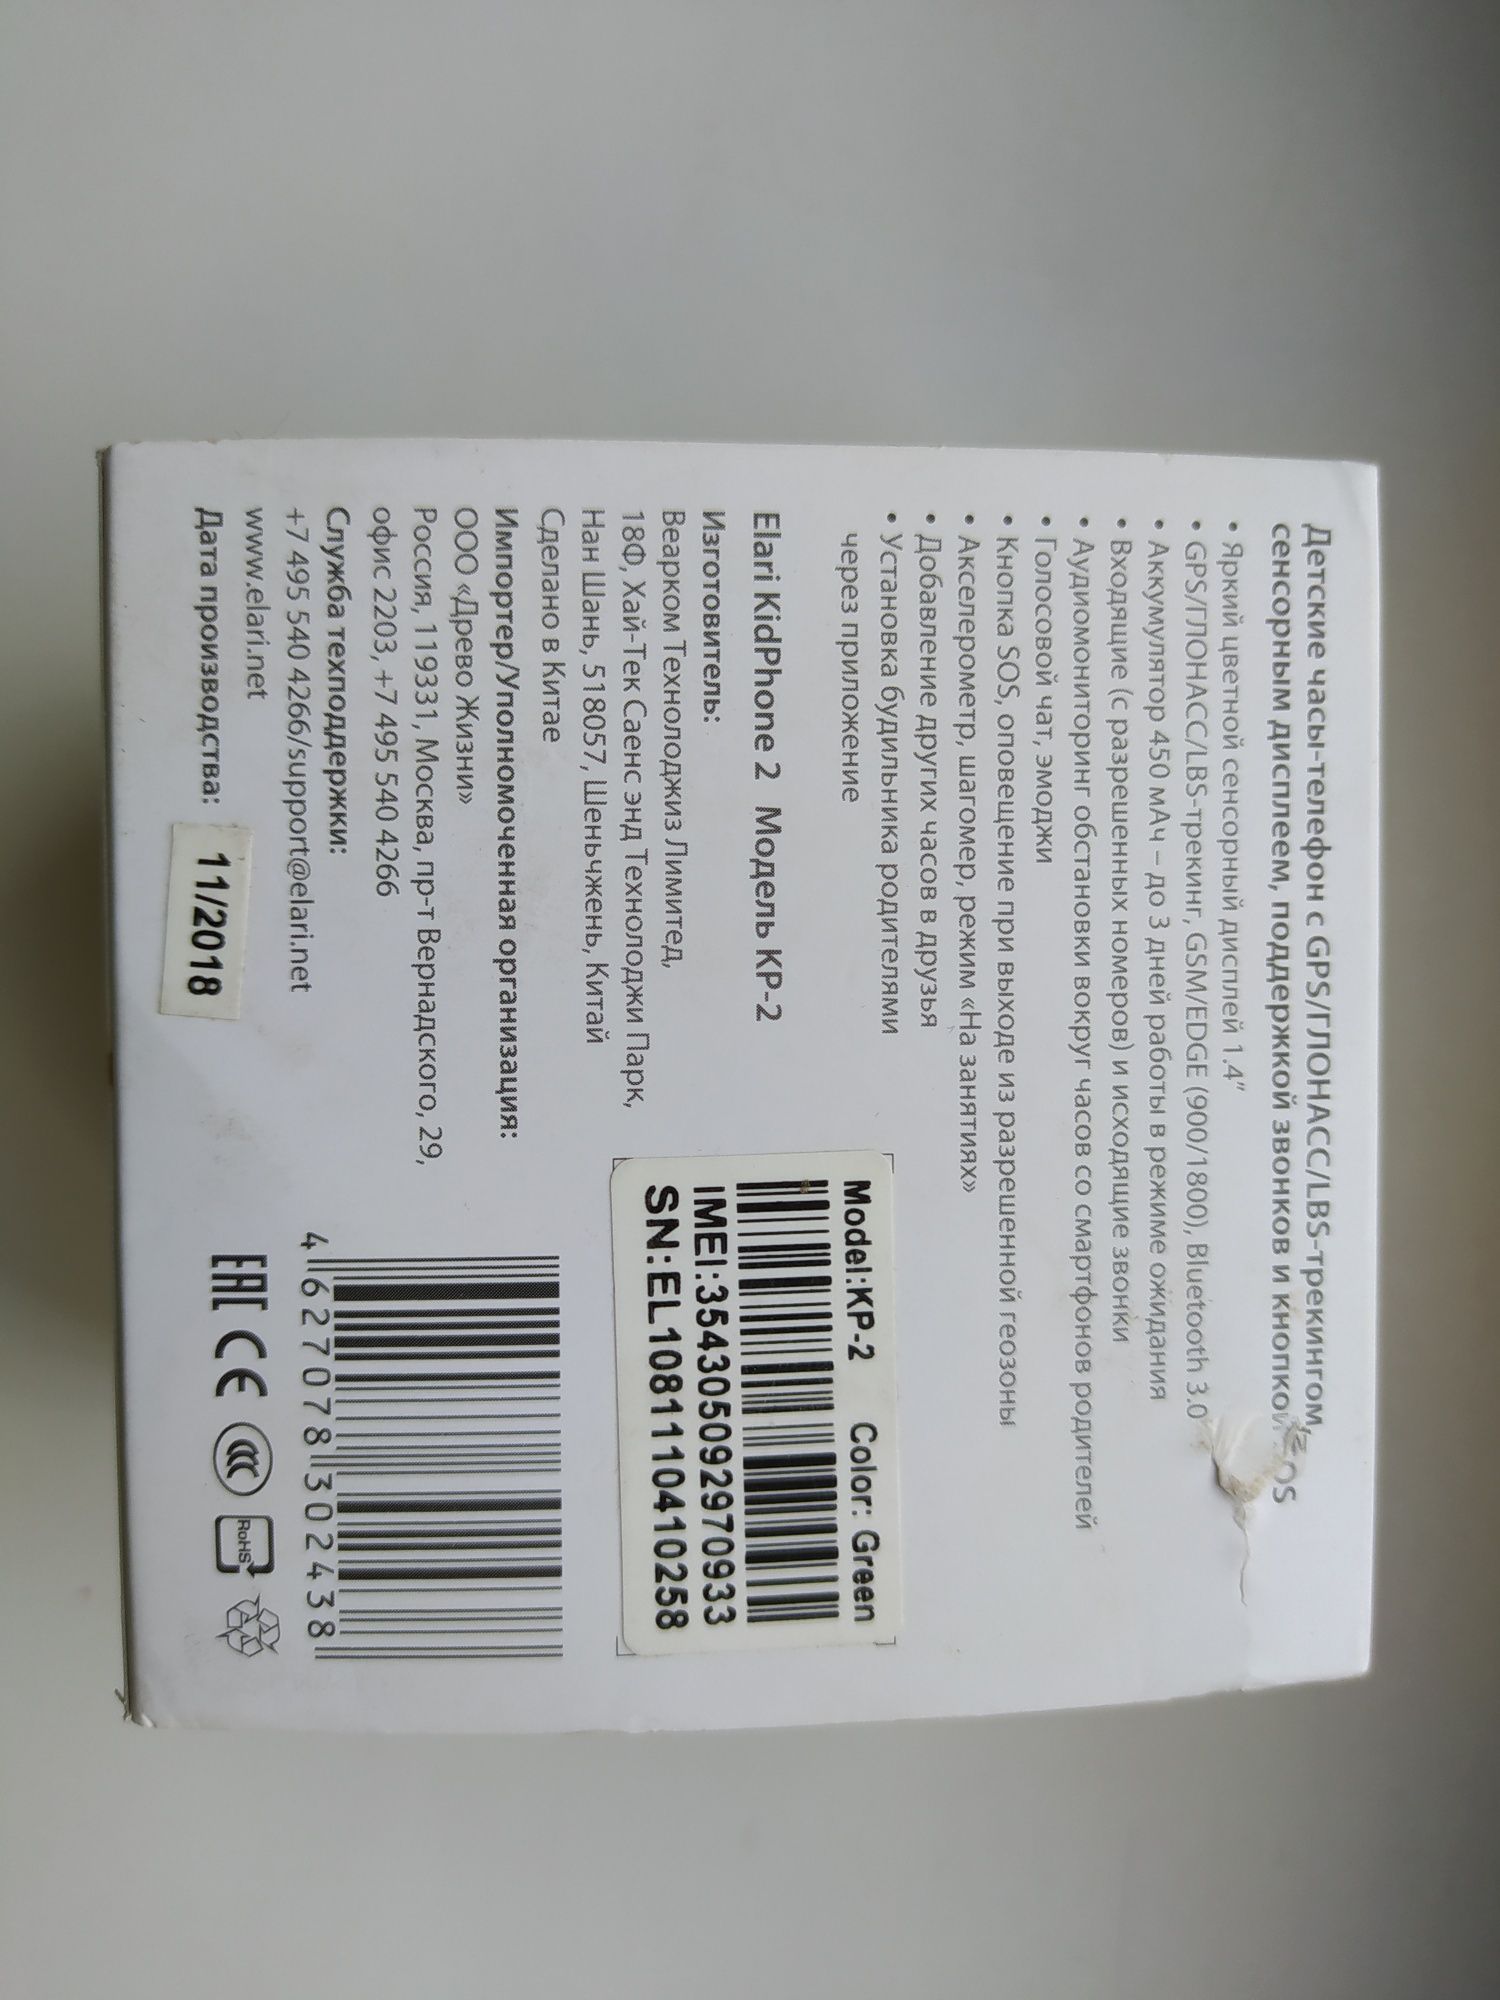 Детские часы-телефон с GPS/ГЛОНАСС/LBS-трекингом,
сенсорным дисплеем, поддержкой звонков и кнопкой SOS
• Яркий цветной сенсорный дисплей 1.4"
• GPS/ГЛОНАСС/LBS-трекинг, GSM/EDGE (900/1800), Bluetooth 3.0
• Аккумулятор 450 мАч – до 3 дней работы в режиме ожидания
• Входящие (с разрешенных номеров) и исходящие звонки
• Аудиомониторинг обстановки вокруг часов со смартфонов родителей
• Голосовой чат, эмоджи
• Кнопка SOS, оповещение при выходе из разрешенной геозоны
• Акселерометр, шагомер, режим «На занятиях»
• Добавление других часов в друзья
• Установка будильника родителями
через приложение
Elari KidPhone 2 Модель KP-2
Изготовитель:
Веарком Технолоджиз Лимитед,
18Ф, Хай-Тек Саенс энд Технолоджи Парк,
Нан Шань, 518057, Шеньчжень, Китай
Сделано в Китае
Импортер/Уполномоченная организация:
ООО «Древо Жизни»
Россия, 119331, Москва, пр-т Вернадского, 29,
офис 2203, +7 495 540 4266
Служба техподдержки:
+7 495 540 4266/support@elari.net
www.elari.net
Дата производства: 11/2018
Model:KP-2 Color: Green
IMEI:354305092970933
SN:EL10811110410258
4 627078 302438
EAC CE CCC RoHS